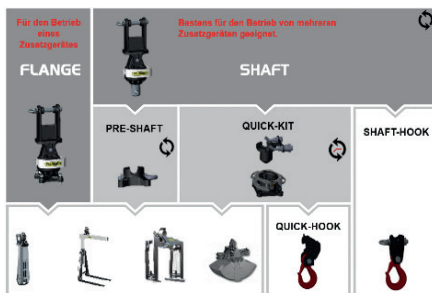 Für den Betrieb
eines
Zusatzgerätes
FLANGE
Bestens für den Betrieb von mehreren
Zusatzgeräten geeignet.
SHAFT
PRE-SHAFT
QUICK-KIT
SHAFT-HOOK
QUICK-HOOK